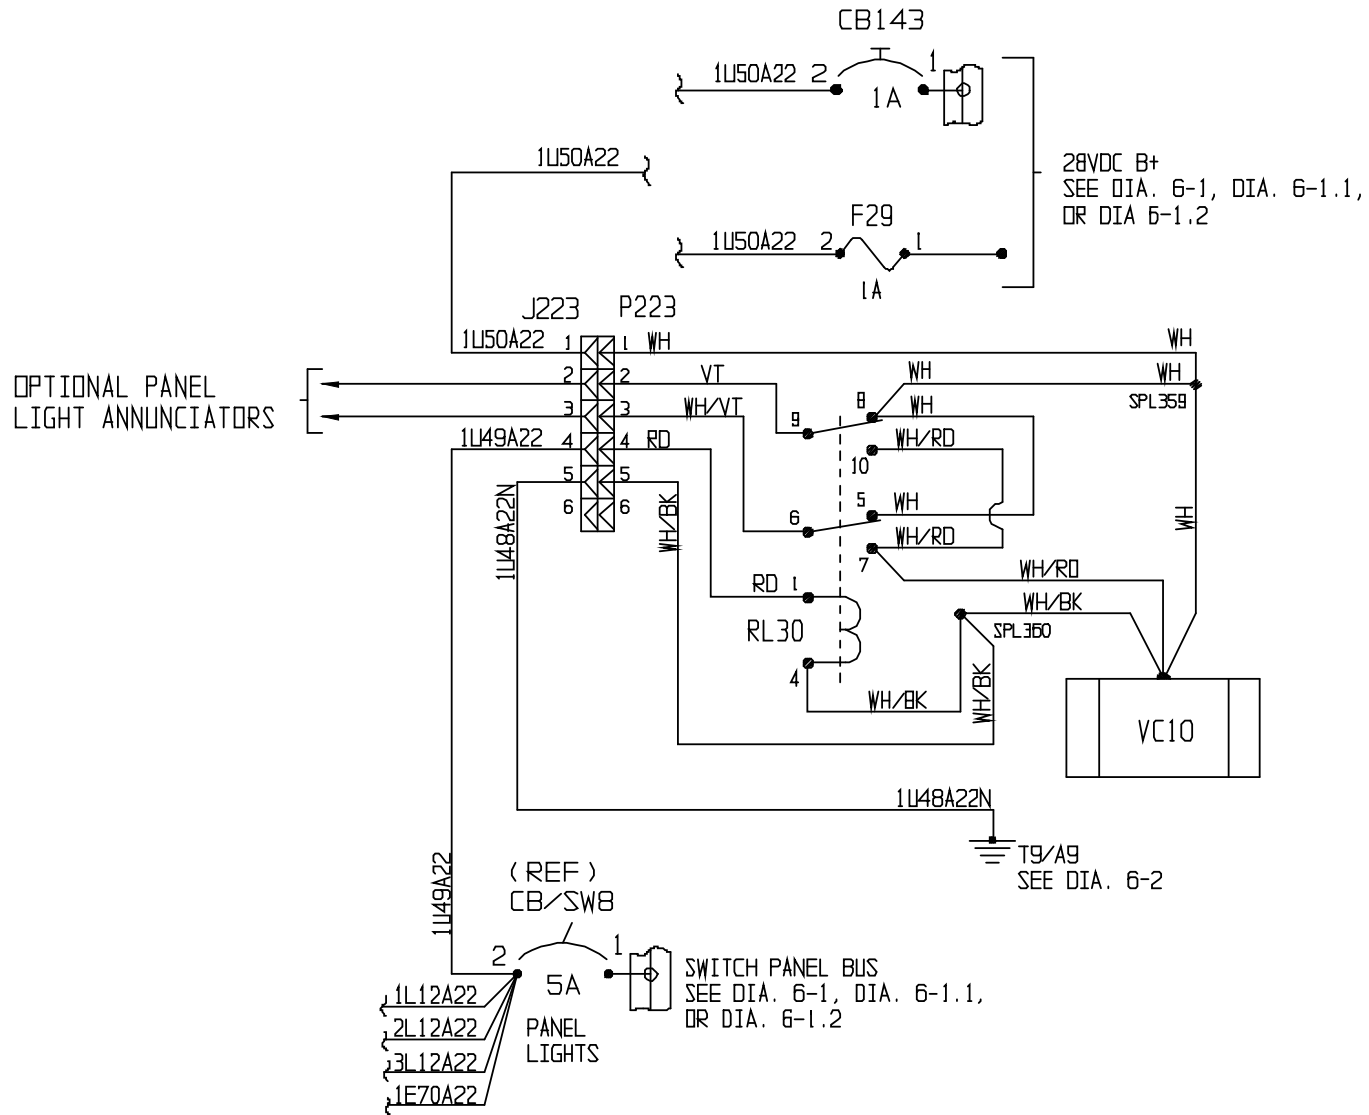 CB143
1U50A22 2
1
1A
1U50A22
28VDC B+
SEE DIA. 6-1, DIA. 6-1.1,
OR DIA 6-1.2
F29
1U50A22 2
1
1A
J223 P223
1U50A22 1 1 WH
WH
2 2 VT
WH
WH
SPL359
OPTIONAL PANEL
LIGHT ANNUNCIATORS
3 3 WH/VT
9
8
WH
1U49A22 4 4 RD
WH/RD
10
5 5
1U48A22N
WH/BK
6 6
6
5
WH
WH
WH/RD
7
WH/RD
RD 1
WH/BK
RL30
SPL360
4
WH/BK
WH/BK
VC10
1U48A22N
T9/A9
SEE DIA. 6-2
1U49A22
(REF)
CB/SW8
2
1
5A
SWITCH PANEL BUS
SEE DIA. 6-1, DIA. 6-1.1,
OR DIA. 6-1.2
PANEL
LIGHTS
1L12A22
2L12A22
3L12A22
1E70A22